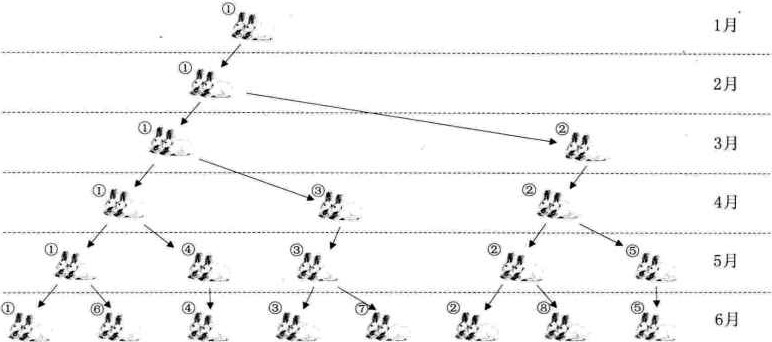 ① 1月
① 2月
① ② 3月
① ③ ② 4月
① ④ ③ ② ⑤ 5月
① ⑥ ④ ③ ⑦ ② ⑧ ⑤ 6月